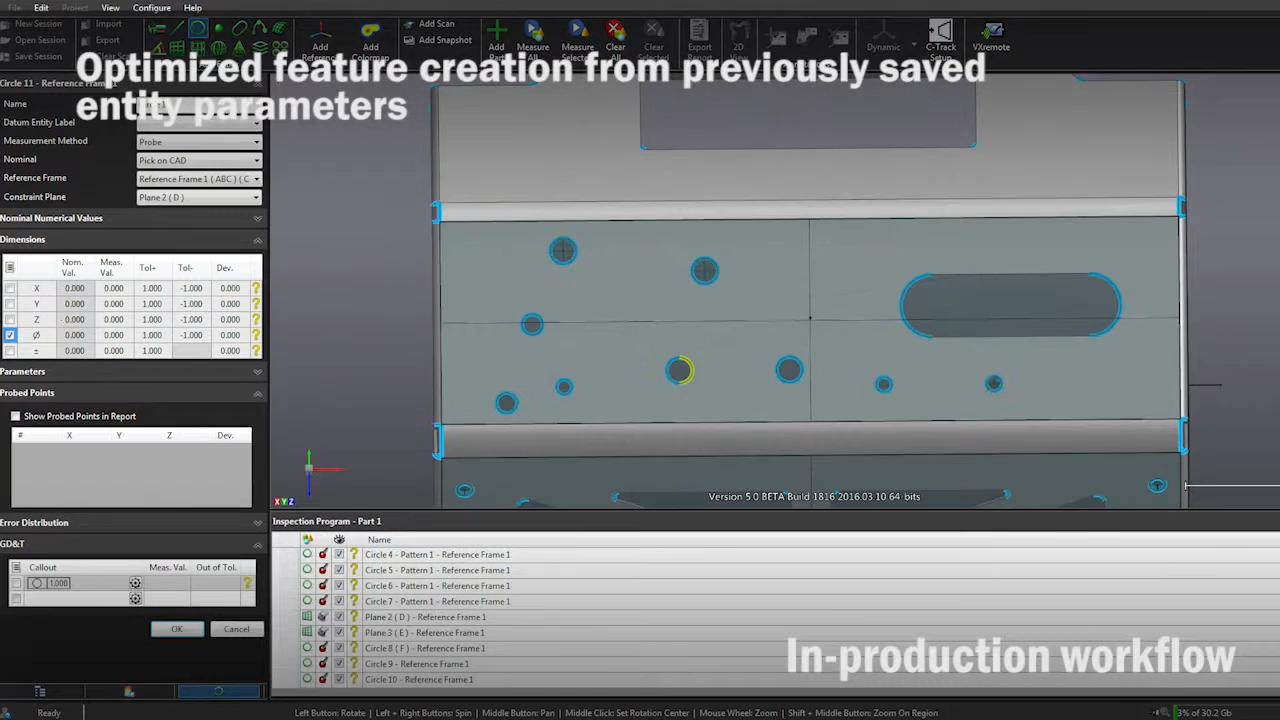 File Edit Project View Configure Help
New Session
Open Session
Save Session
Import
Export
Add Scan
Add Snapshot
Add
Add
Colormap
Add
Measure
All
Measure
Selected
Clear
All
Clear
Selected
Export
Report
2D
View
Dynamic
C-Track
Setup
VXremote
Optimized feature creation from previously saved
entity parameters
Circle 11 - Reference Frame 1
Name
Datum Entity Label
Measurement Method Probe
Nominal Pick on CAD
Reference Frame Reference Frame 1 ( ABC ) ( C
Constraint Plane Plane 2 ( D )
Nominal Numerical Values
Dimensions
Nom. Val. Meas. Val. Tol+ Tol- Dev.
X 0.000 0.000 1.000 -1.000 0.000 ?
Y 0.000 0.000 1.000 -1.000 0.000 ?
Z 0.000 0.000 1.000 -1.000 0.000 ?
Ø 0.000 0.000 1.000 -1.000 0.000 ?
± 0.000 0.000 1.000 0.000 ?
Parameters
Probed Points
Show Probed Points in Report
# X Y Z Dev.
Error Distribution
GD&T
Callout Meas. Val. Out of Tol.
1.000 ?
OK Cancel
X Y Z
Version 5.0 BETA Build 1816 2016.03.10 64 bits
Inspection Program - Part 1
Name
? Circle 4 - Pattern 1 - Reference Frame 1
? Circle 5 - Pattern 1 - Reference Frame 1
? Circle 6 - Pattern 1 - Reference Frame 1
? Circle 7 - Pattern 1 - Reference Frame 1
? Plane 2 ( D ) - Reference Frame 1
? Plane 3 ( E ) - Reference Frame 1
? Circle 8 ( F ) - Reference Frame 1
? Circle 9 - Reference Frame 1
? Circle 10 - Reference Frame 1
In-production workflow
Ready
Left Button: Rotate | Left + Right Buttons: Spin | Middle Button: Pan | Middle Click: Set Rotation Center | Mouse Wheel: Zoom | Shift + Middle Button: Zoom On Region
3% of 30.2 Gb